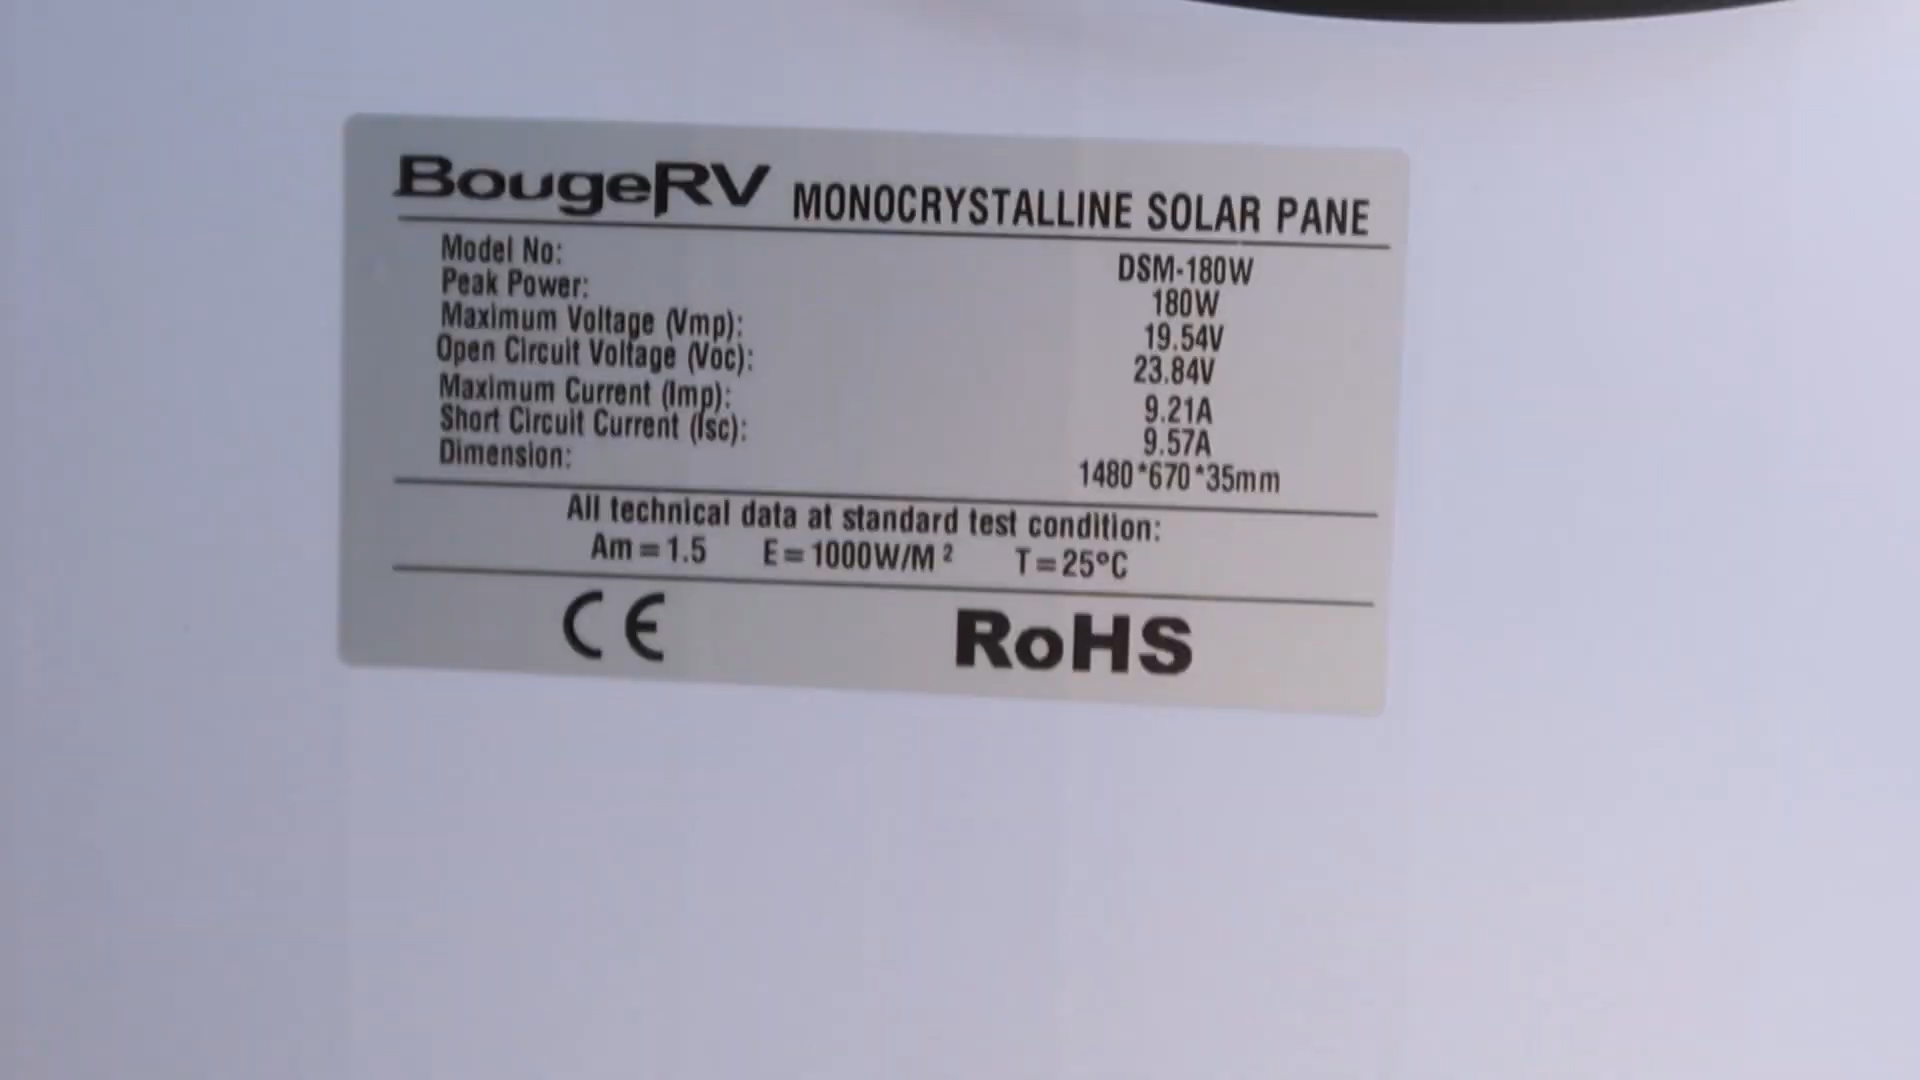 BougeRV MONOCRYSTALLINE SOLAR PANE
Model No: DSM-180W
Peak Power: 180W
Maximum Voltage (Vmp): 19.54V
Open Circuit Voltage (Voc): 23.84V
Maximum Current (Imp): 9.21A
Short Circuit Current (Isc): 9.57A
Dimension: 1480*670*35mm
All technical data at standard test condition:
Am=1.5 E=1000W/M² T=25°C
CE RoHS